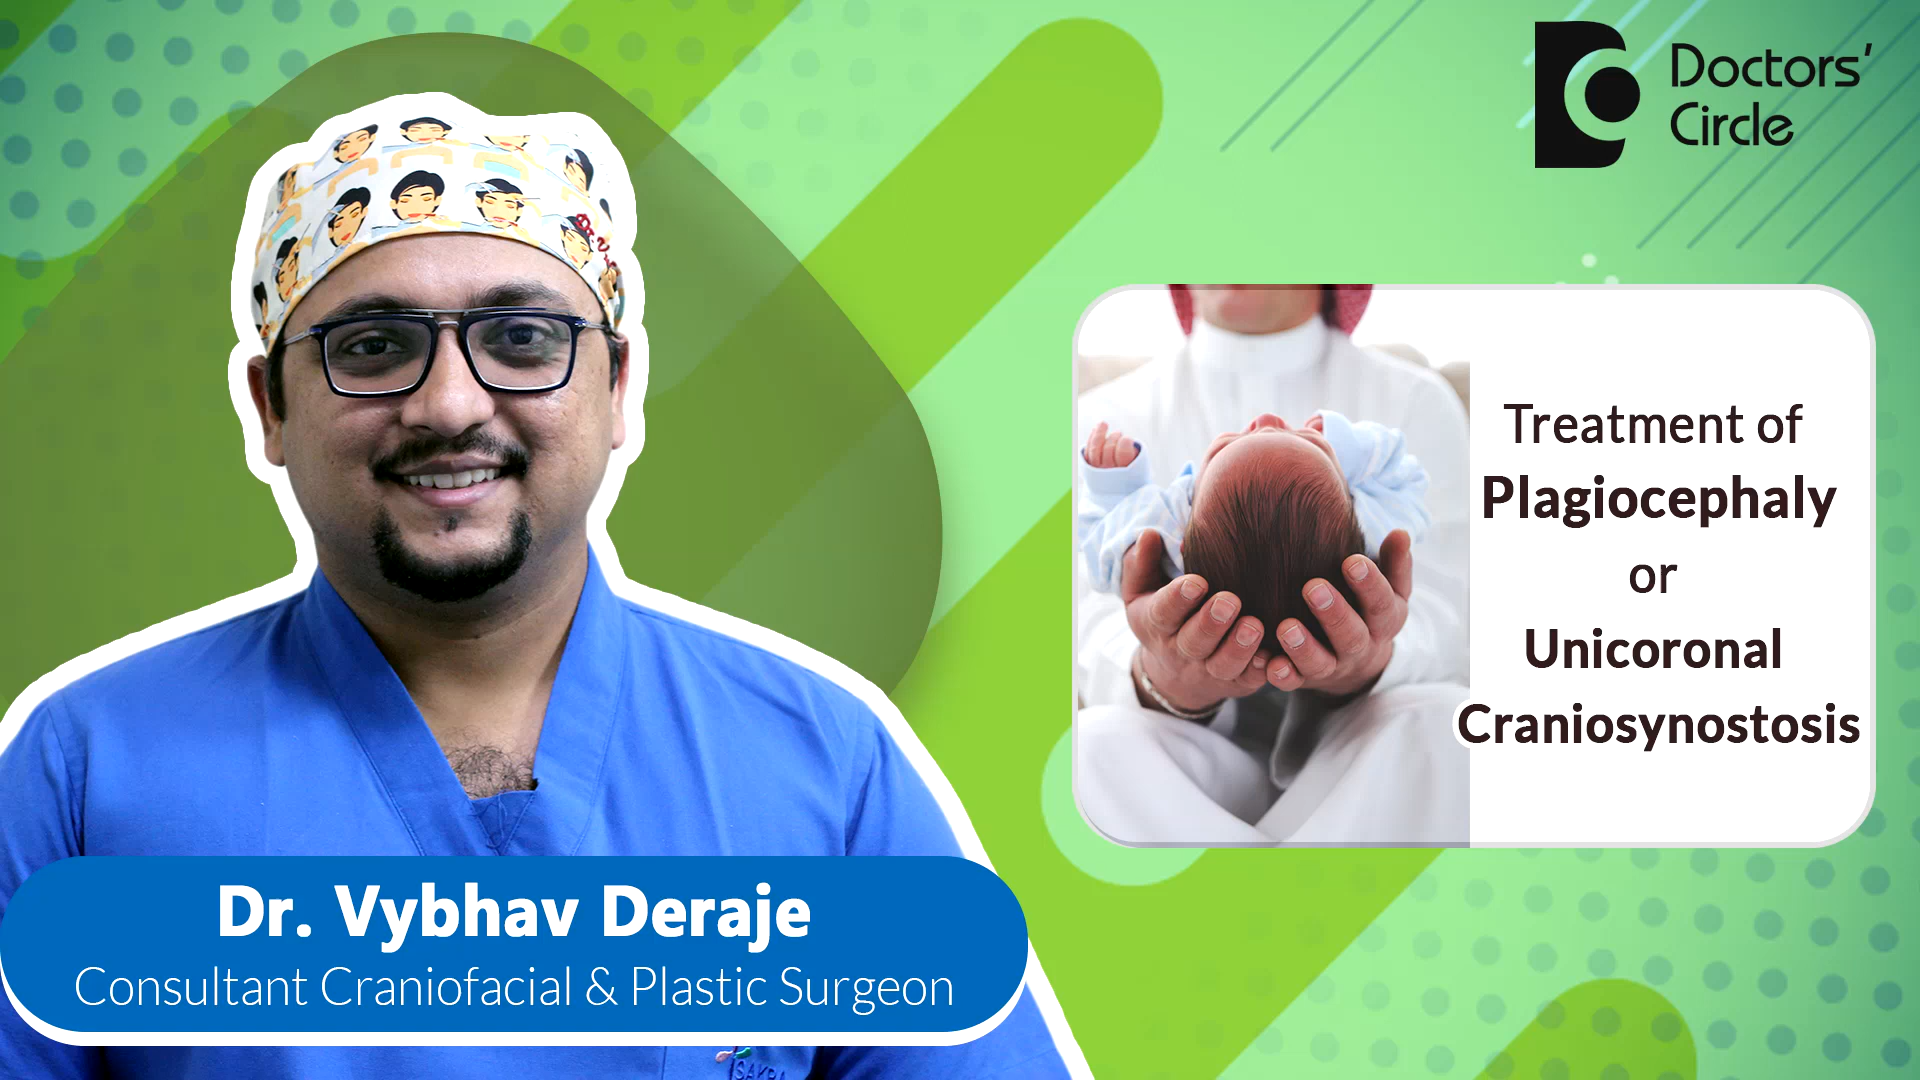 Doctors'
Circle
Treatment of
Plagiocephaly
or
Unicoronal
Craniosynostosis
Dr. Vybhav Deraje
Consultant Craniofacial & Plastic Surgeon